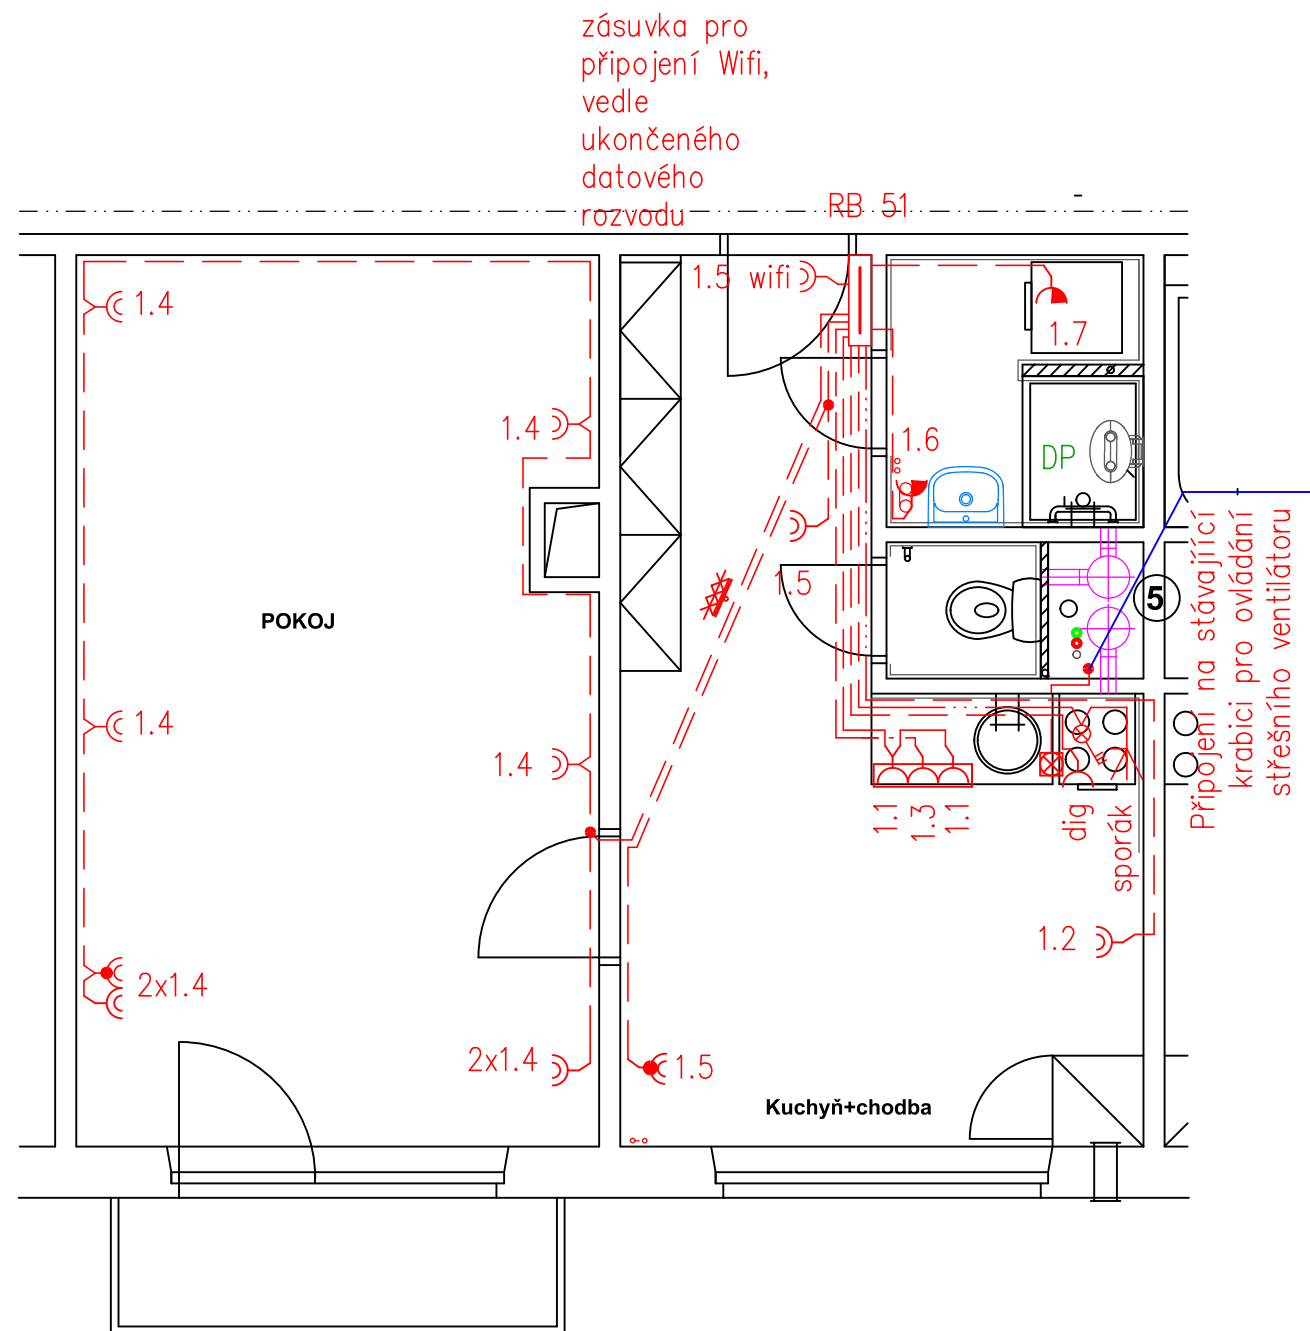 zásuvka pro
připojení Wifi,
vedle
ukončeného
datového
rozvodu
RB 51
1.5 wifi
1.4
1.7
1.4
1.6
DP
1.5
5
POKOJ
Připojení na stávající
krabici pro ovládání
střešního ventilátoru
1.4
1.4
1.1
1.3
1.1
dig
sporák
1.2
2x1.4
2x1.4
1.5
Kuchyň+chodba